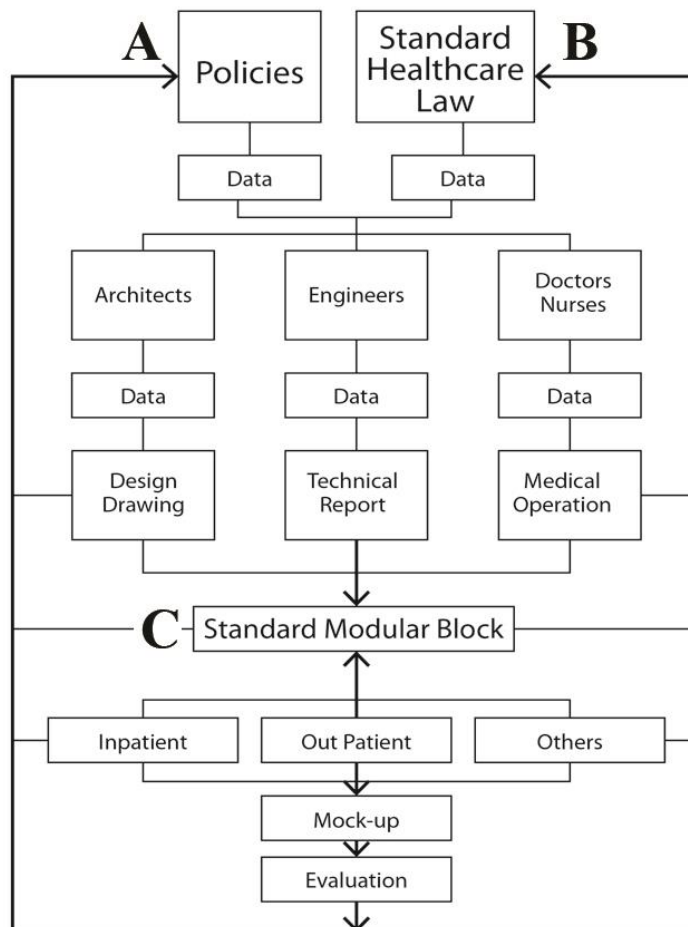 A
Policies
Standard
Healthcare
Law
B
Data
Data
Architects
Engineers
Doctors
Nurses
Data
Data
Data
Design
Drawing
Technical
Report
Medical
Operation
C
Standard Modular Block
Inpatient
Out Patient
Others
Mock-up
Evaluation